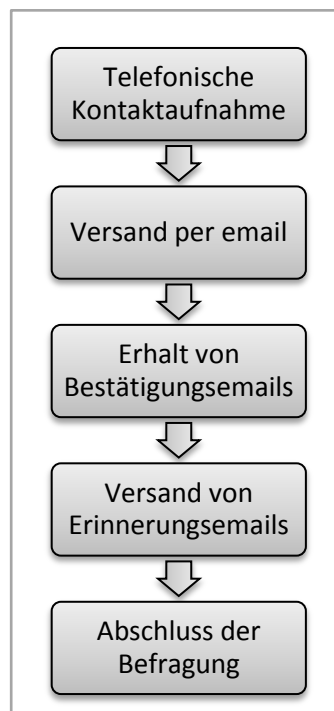 Telefonische
Kontaktaufnahme
Versand per email
Erhalt von
Bestätigungsemails
Versand von
Erinnerungsemails
Abschluss der
Befragung